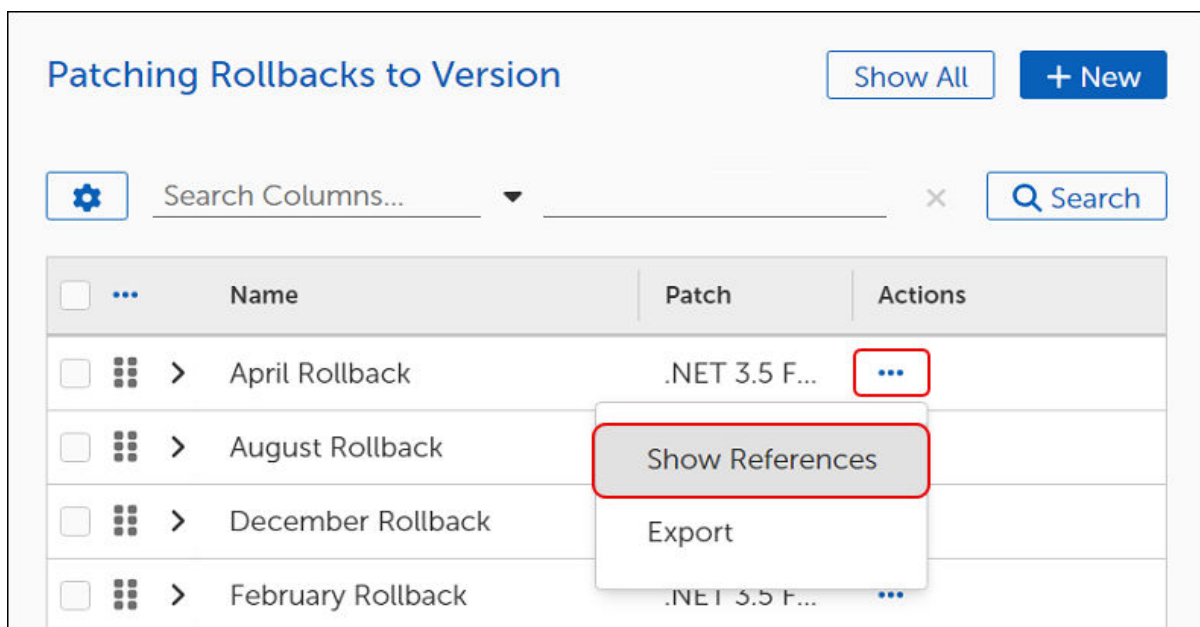 Patching Rollbacks to Version
Show All
+ New
Search Columns...
Search
Name Patch Actions
April Rollback .NET 3.5 F...
August Rollback
Show References
December Rollback
Export
February Rollback .NET 3.5 F...